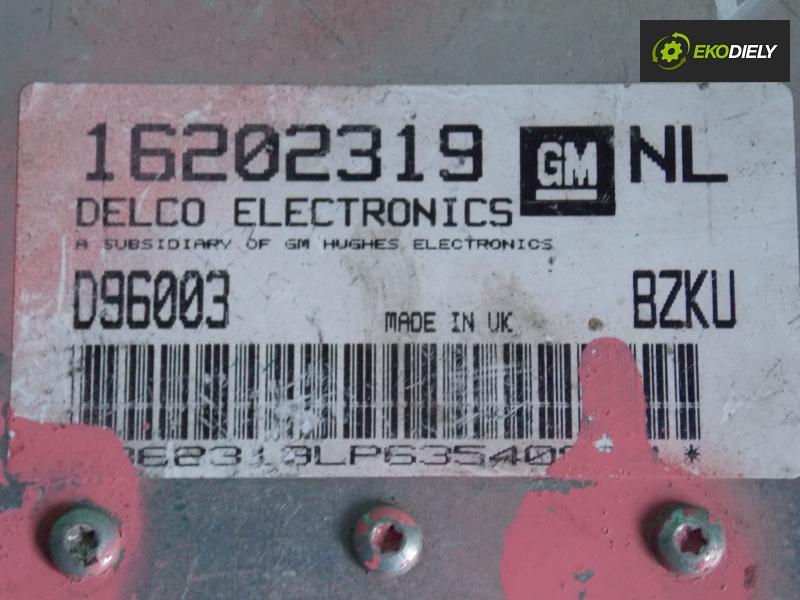 EKODIELY
16202319 GM NL
DELCO ELECTRONICS
A SUBSIDIARY OF GM HUGHES ELECTRONICS
D96003 BZKU
MADE IN UK